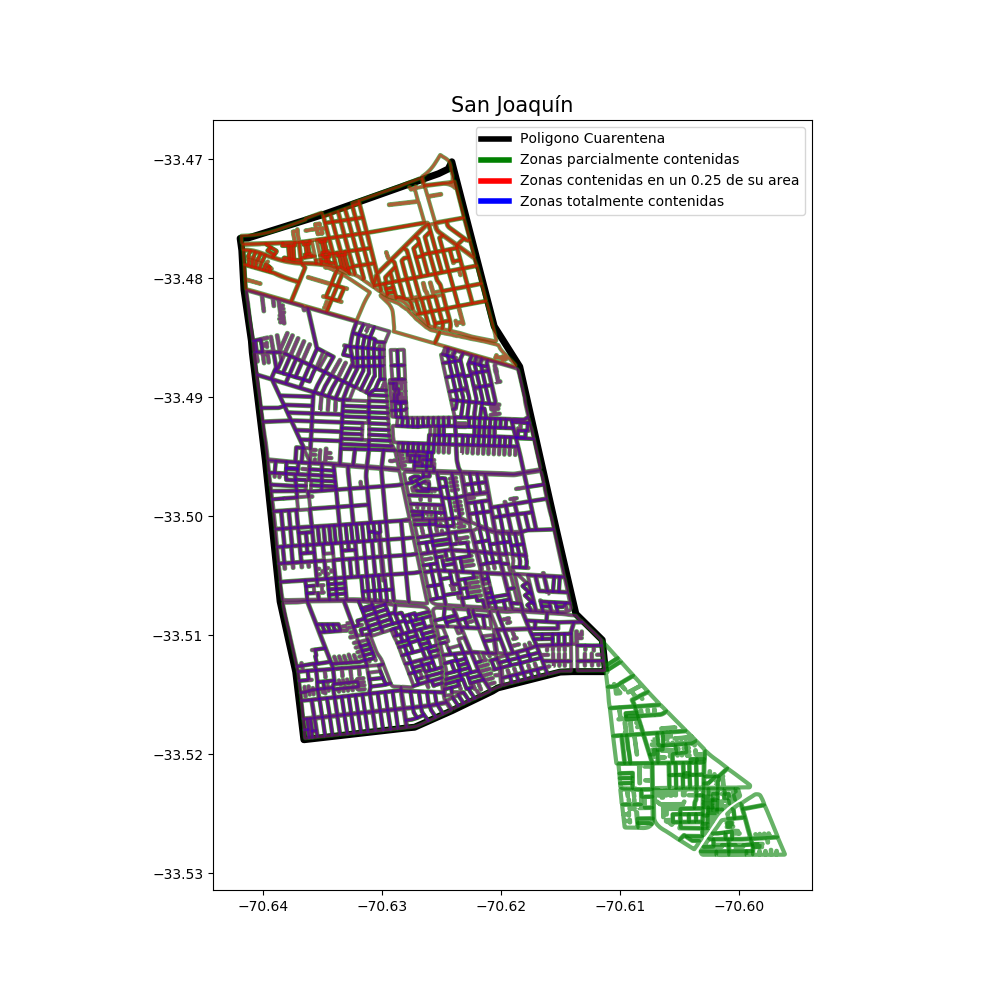 San Joaquín
Poligono Cuarentena
Zonas parcialmente contenidas
Zonas contenidas en un 0.25 de su area
Zonas totalmente contenidas
−33.47
−33.48
−33.49
−33.50
−33.51
−33.52
−33.53
−70.64 −70.63 −70.62 −70.61 −70.60